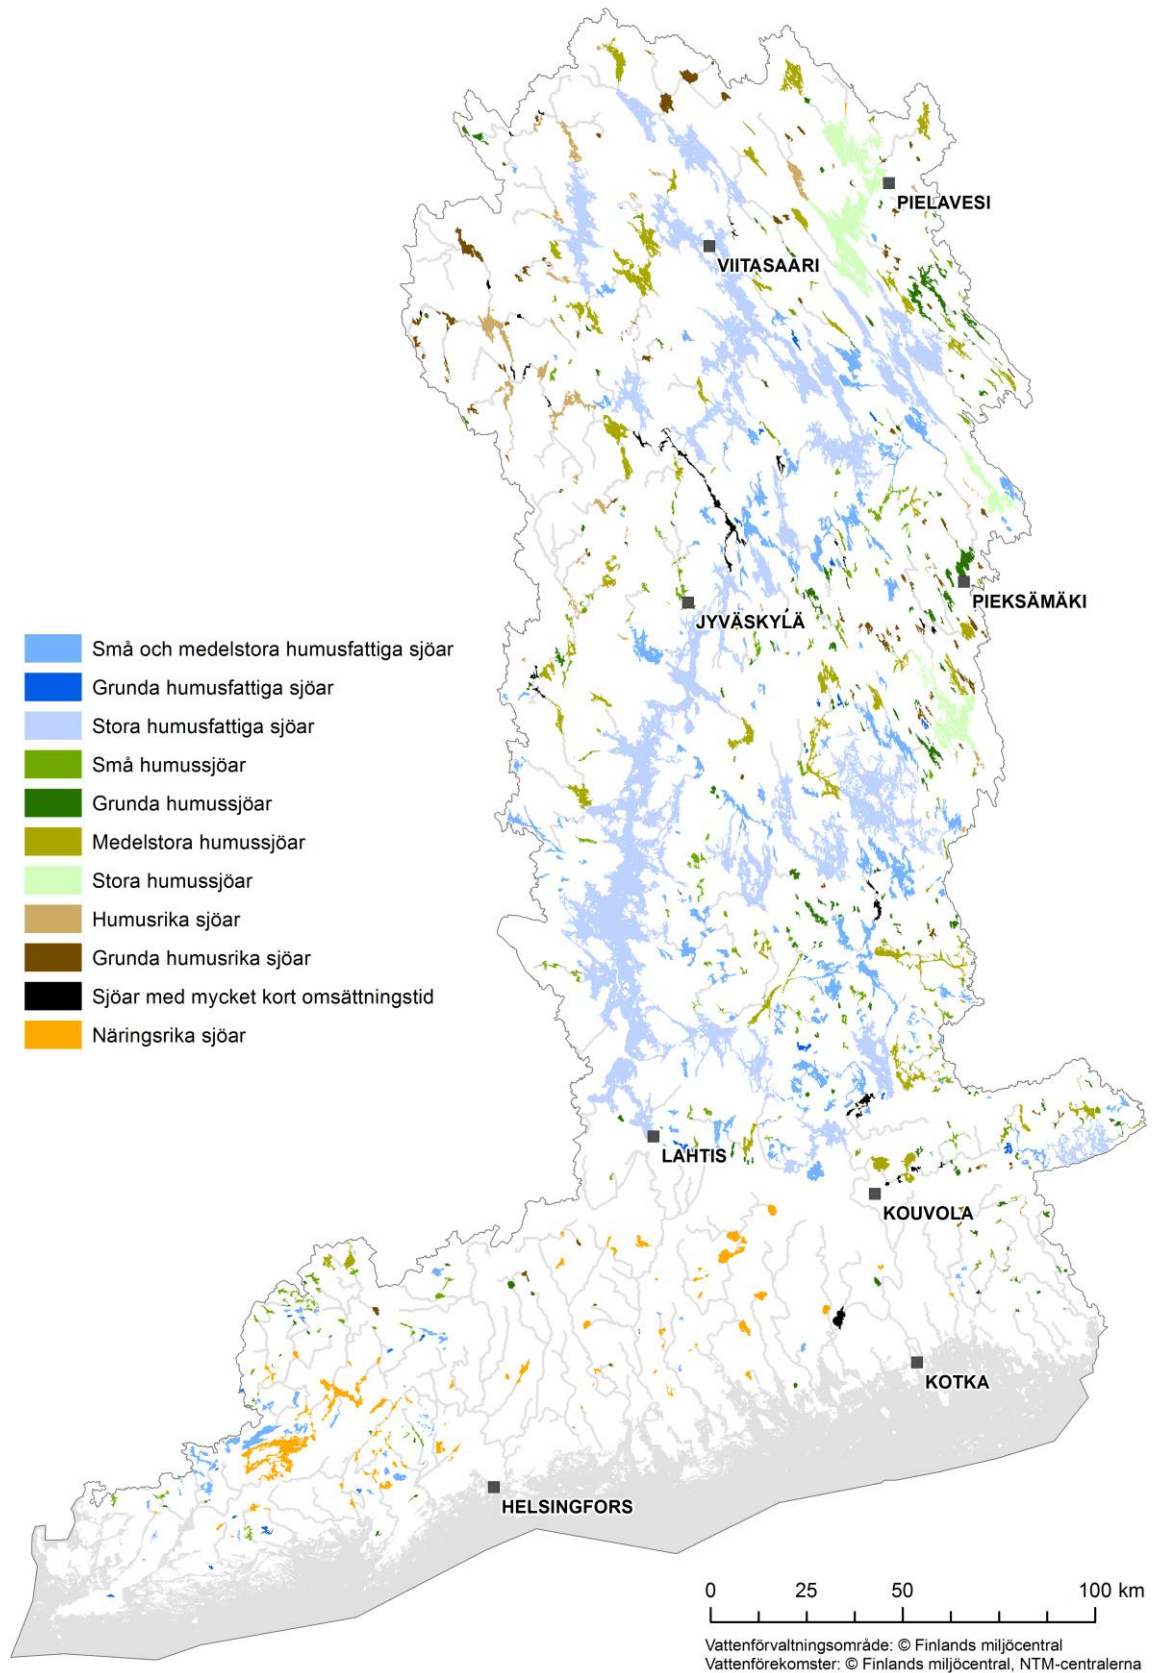 PIELAVESI
VIITASAARI
PIEKSÄMÄKI
JYVÄSKYLÄ
Små och medelstora humusfattiga sjöar
Grunda humusfattiga sjöar
Stora humusfattiga sjöar
Små humussjöar
Grunda humussjöar
Medelstora humussjöar
Stora humussjöar
Humusrika sjöar
Grunda humusrika sjöar
Sjöar med mycket kort omsättningstid
Näringsrika sjöar
LAHTIS
KOUVOLA
KOTKA
HELSINGFORS
0 25 50 100 km
Vattenförvaltningsområde: © Finlands miljöcentral
Vattenförekomster: © Finlands miljöcentral, NTM-centralerna